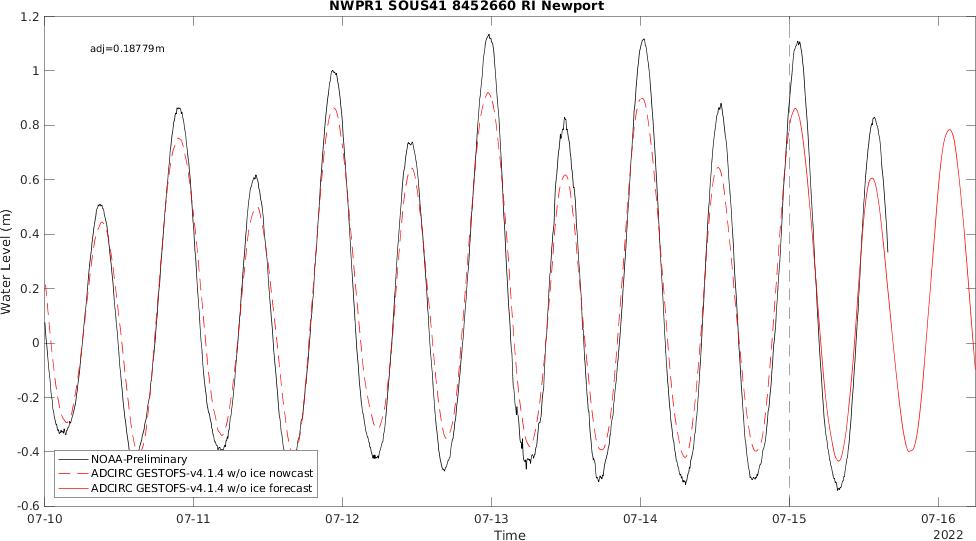 NWPR1 SOUS41 8452660 RI Newport
1.2
1
0.8
0.6
0.4
0.2
0
-0.2
-0.4
-0.6
Water Level (m)
adj=0.18779m
NOAA-Preliminary
ADCIRC GESTOFS-v4.1.4 w/o ice nowcast
ADCIRC GESTOFS-v4.1.4 w/o ice forecast
07-10 07-11 07-12 07-13 07-14 07-15 07-16
Time
2022